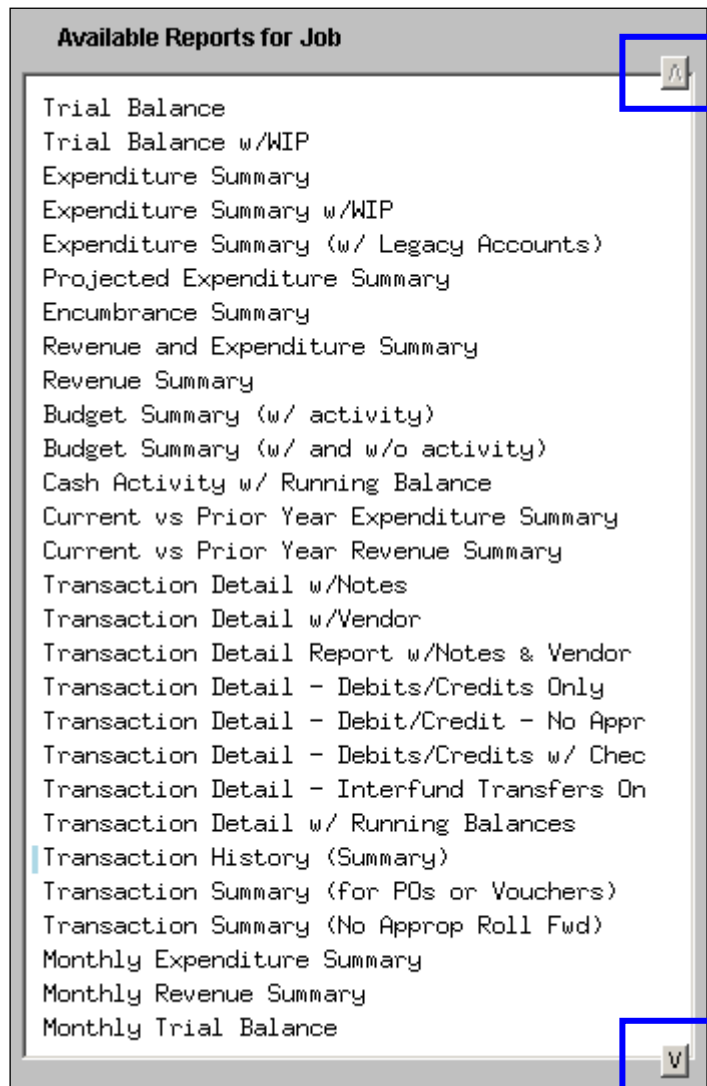 Available Reports for Job
Λ
Trial Balance
Trial Balance w/WIP
Expenditure Summary
Expenditure Summary w/WIP
Expenditure Summary (w/ Legacy Accounts)
Projected Expenditure Summary
Encumbrance Summary
Revenue and Expenditure Summary
Revenue Summary
Budget Summary (w/ activity)
Budget Summary (w/ and w/o activity)
Cash Activity w/ Running Balance
Current vs Prior Year Expenditure Summary
Current vs Prior Year Revenue Summary
Transaction Detail w/Notes
Transaction Detail w/Vendor
Transaction Detail Report w/Notes & Vendor
Transaction Detail - Debits/Credits Only
Transaction Detail - Debit/Credit - No Appr
Transaction Detail - Debits/Credits w/ Chec
Transaction Detail - Interfund Transfers On
Transaction Detail w/ Running Balances
Transaction History (Summary)
Transaction Summary (for POs or Vouchers)
Transaction Summary (No Approp Roll Fwd)
Monthly Expenditure Summary
Monthly Revenue Summary
Monthly Trial Balance
V